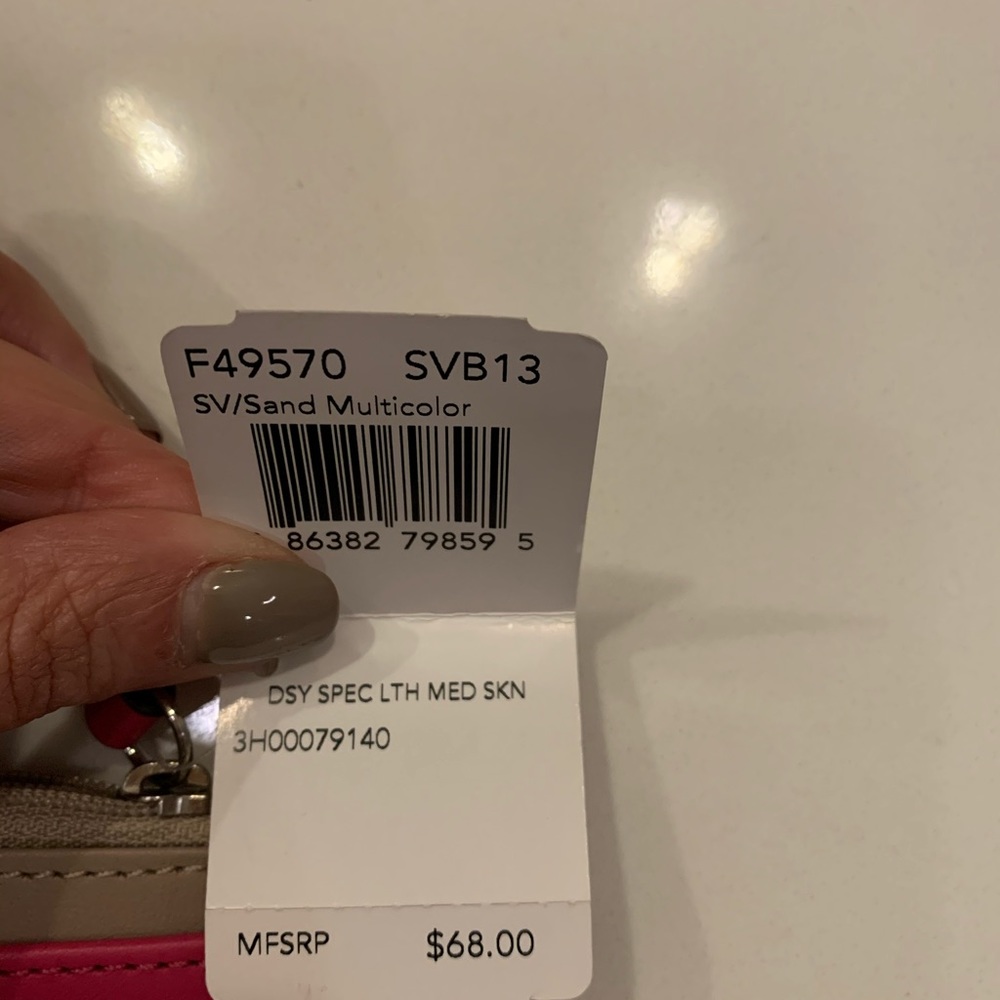 F49570 SVB13
SV/Sand Multicolor
86382 79859 5
DSY SPEC LTH MED SKN
3H00079140
MFSRP $68.00